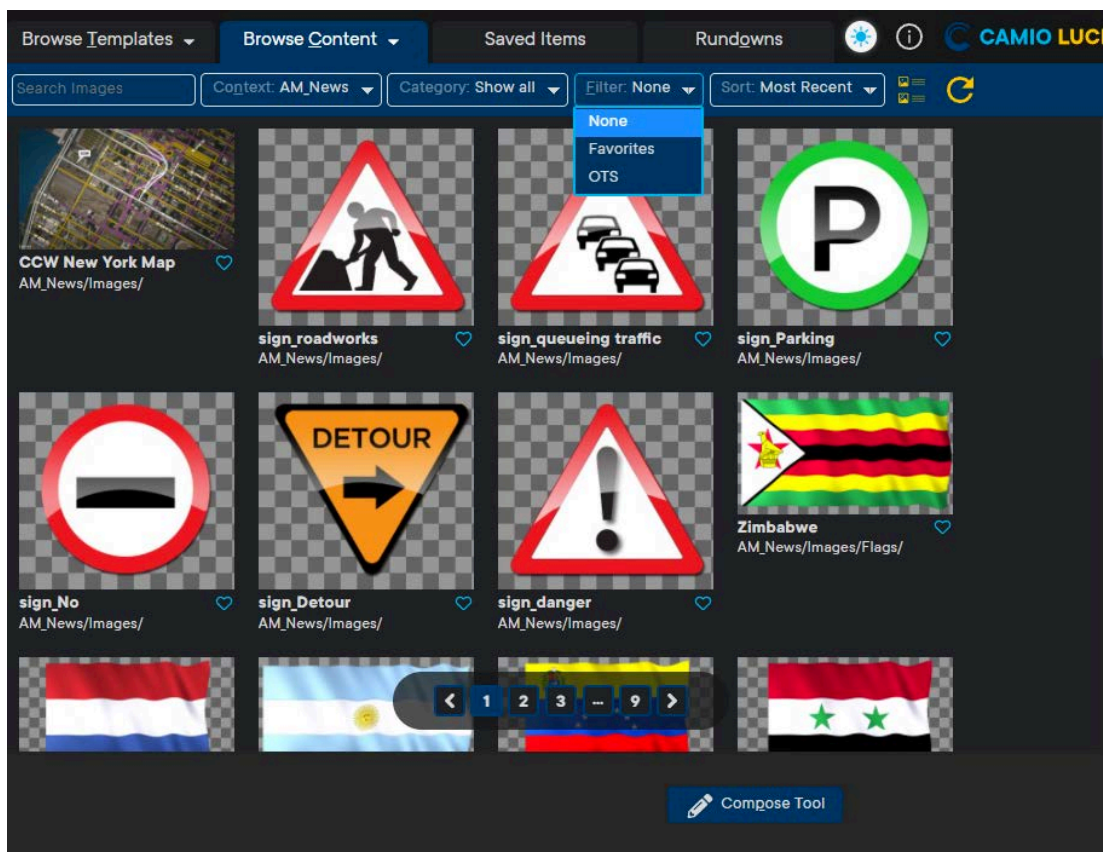 Browse Templates
Browse Content
Saved Items
Rundowns
CAMIO LUCI
Search Images
Context: AM_News
Category: Show all
Filter: None
Sort: Most Recent
None
Favorites
OTS
P
CCW New York Map
AM_News/Images/
sign_roadworks
AM_News/Images/
sign_queueing traffic
AM_News/Images/
sign_Parking
AM_News/Images/
DETOUR
sign_No
AM_News/Images/
sign_Detour
AM_News/Images/
sign_danger
AM_News/Images/
Zimbabwe
AM_News/Images/Flags/
1 2 3 ... 9
Compose Tool